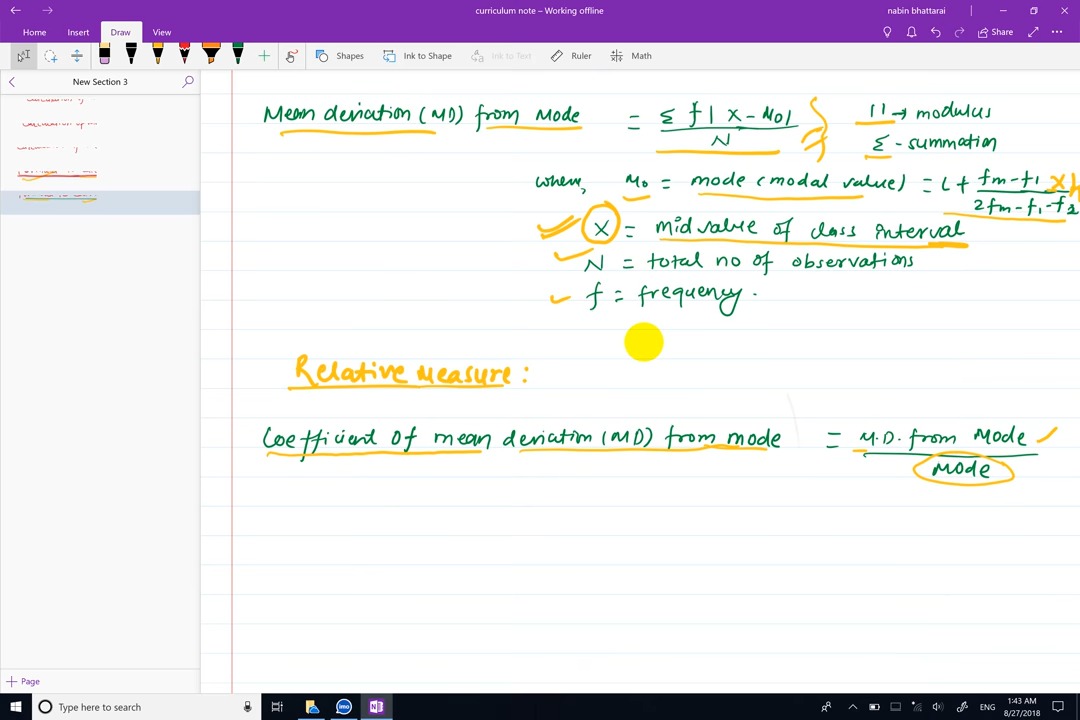 curriculum note – Working offline
nabin bhattarai
Home Insert Draw View
Share
Shapes Ink to Shape Ink to Text Ruler Math
New Section 3
Mean deviation (MD) from Mode = Σ f | X – Mo |
N
|| → modulus
Σ - summation
where, Mo = mode (modal value) = L + fm – f1 × h
2fm – f1 – f2
X = mid value of class interval
N = total no of observations
f = frequency.
Relative Measure :
Coefficient of mean deviation (MD) from mode = M.D. from Mode
Mode
+ Page
Type here to search
ENG
1:43 AM
8/27/2018